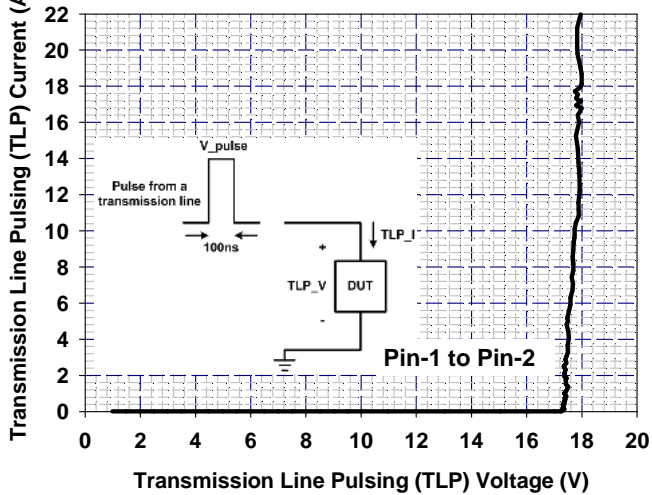 Transmission Line Pulsing (TLP) Current (A
22
20
18
16
14
12
10
8
6
4
2
0
V_pulse
Pulse from a
transmission line
100ns
TLP_I
+
TLP_V
DUT
-
Pin-1 to Pin-2
0 2 4 6 8 10 12 14 16 18 20
Transmission Line Pulsing (TLP) Voltage (V)